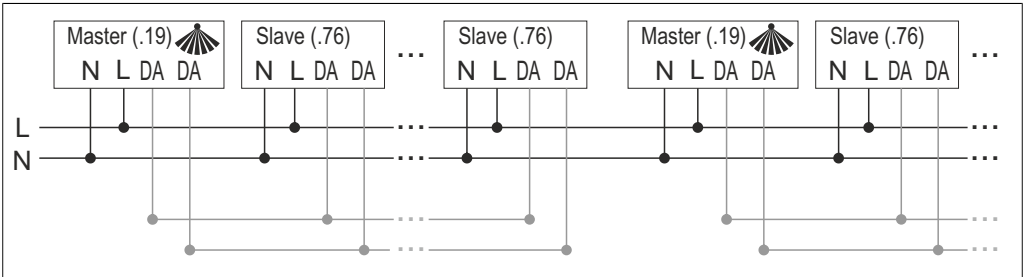 Master (.19) Slave (.76) ... Slave (.76) Master (.19) Slave (.76) ...
N L DA DA N L DA DA N L DA DA N L DA DA N L DA DA
L ... ...
N ... ...
... ...
... ...